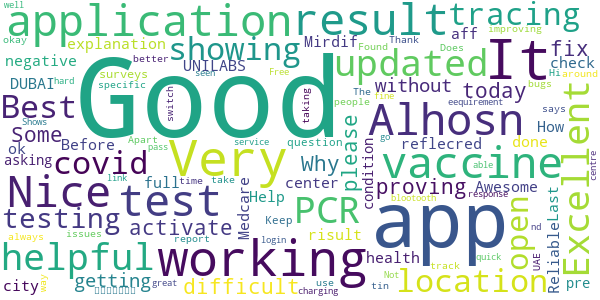 well
okay
application
result
tracing
explanation
better
showing
Mirdif
aff
Found
Does
Thank
improving
negative
UNILABS
surveys
seen
Free
updated
It
fix
DUBAI
hard
specific
The
Hi
around
check
Best
Good
people
fine
bugs
without
today
Shows
switch
taking
Some
Before
Apart
pass
service
question
please
Alhosn
eequirement
says
How
ok
reflecred
done
go
asking
covid
Very
Why
condition
vaccine
able
Excellent
link
full
time
take
center
proving
Awesome
Nice
test
Help
health
response
centre
Medcare
PCR
app
open
Reliable
Last
testing
activate
Keep
risult
blootooth
nd
always
issues
report
login
Not
track
quick
UAE
helpful
working
location
city
way
getting
great
difficult
use
charging
tin
pre